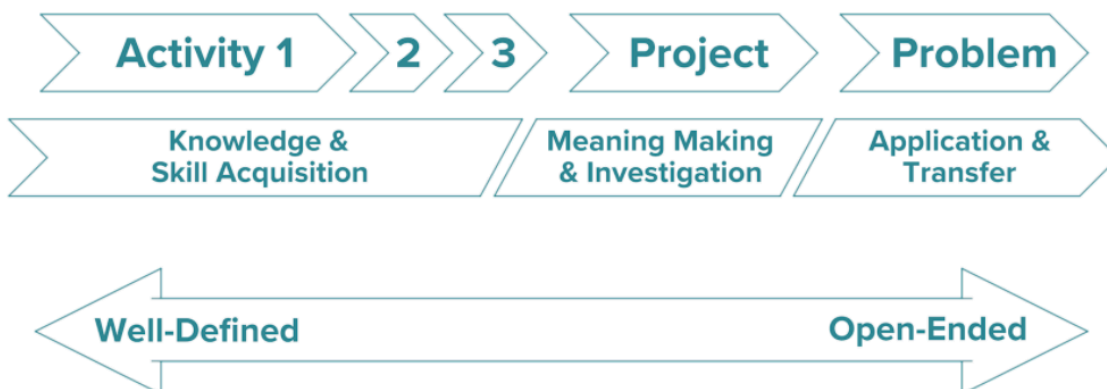 Activity 1 2 3 Project Problem
Knowledge & Meaning Making Application &
Skill Acquisition & Investigation Transfer
Well-Defined Open-Ended